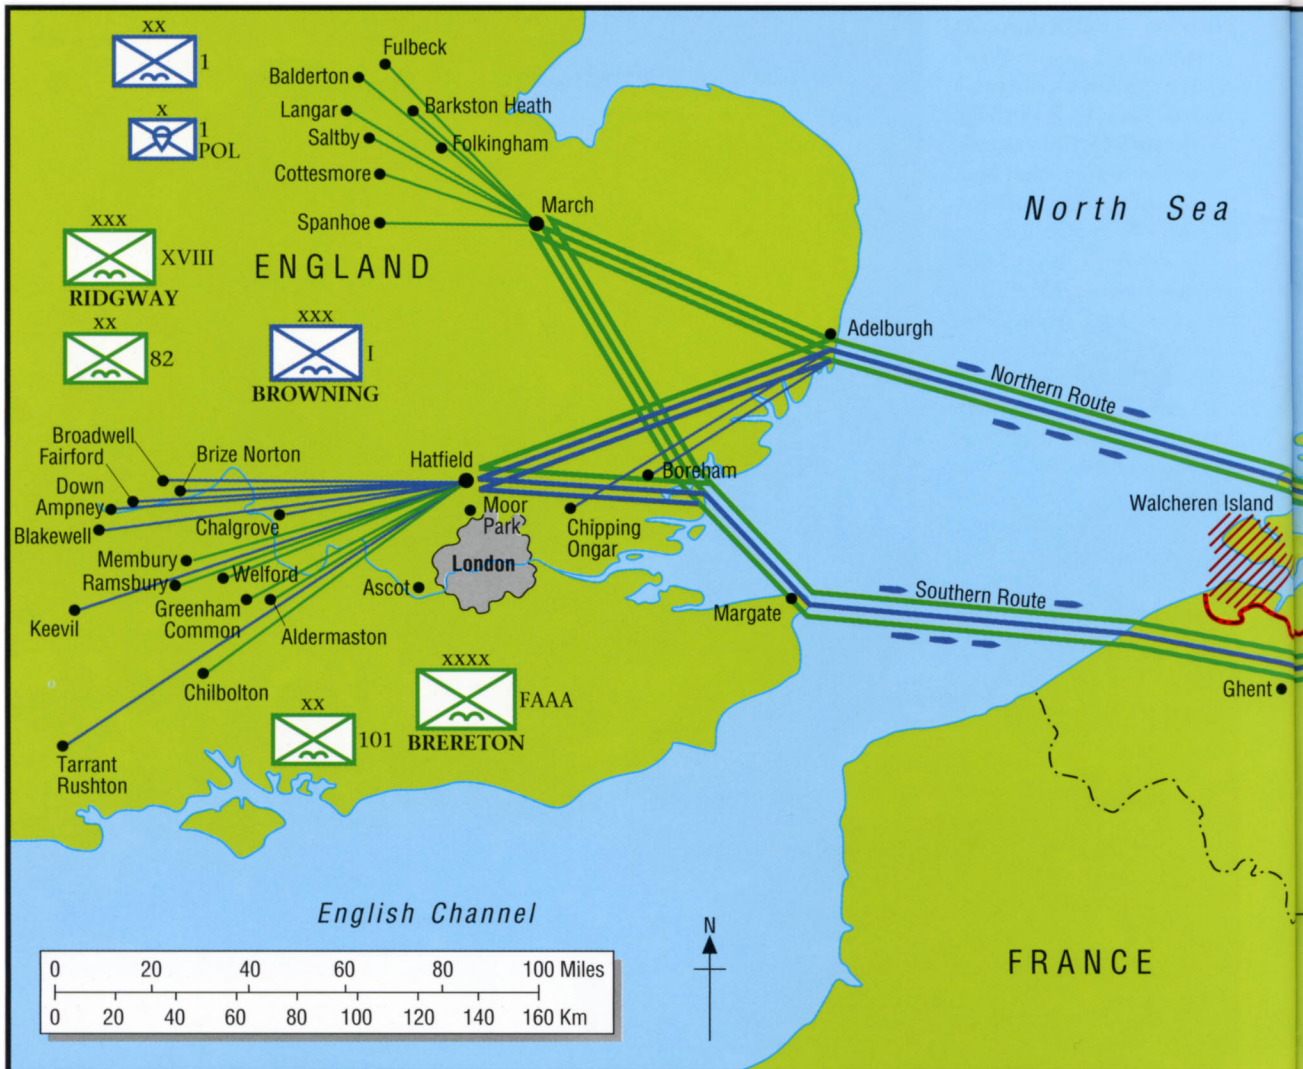 XX
1
X
1
POL
XXX
XVIII
RIDGWAY
XX
82
XXX
I
BROWNING
Fulbeck
Balderton
Langar
Barkston Heath
Saltby
Folkingham
Cottesmore
March
Spanhoe
ENGLAND
North Sea
Adelburgh
Northern Route
Broadwell
Fairford
Brize Norton
Down
Ampney
Blakewell
Chalgrove
Hatfield
Moor
Park
Boreham
Chipping
Ongar
Walcheren Island
Membury
Ramsbury
Welford
Greenham
Common
Keevil
Aldermaston
Ascot
London
Margate
Southern Route
Ghent
Chilbolton
Tarrant
Rushton
XX
101
XXXX
FAAA
BRERETON
English Channel
N
FRANCE
0 20 40 60 80 100 Miles
0 20 40 60 80 100 120 140 160 Km